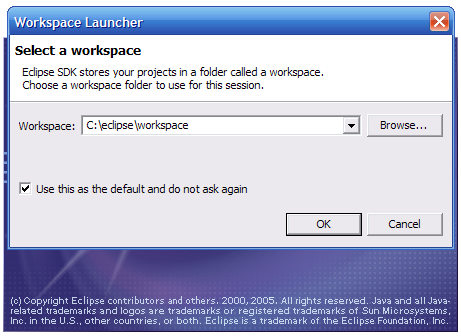 Workspace Launcher
Select a workspace
Eclipse SDK stores your projects in a folder called a workspace.
Choose a workspace folder to use for this session.
Workspace: C:\eclipse\workspace Browse...
Use this as the default and do not ask again
OK Cancel
(c) Copyright Eclipse contributors and others. 2000, 2005. All rights reserved. Java and all Java-
related trademarks and logos are trademarks or registered trademarks of Sun Microsystems,
Inc. in the U.S., other countries, or both. Eclipse is a trademark of the Eclipse Foundation, Inc.